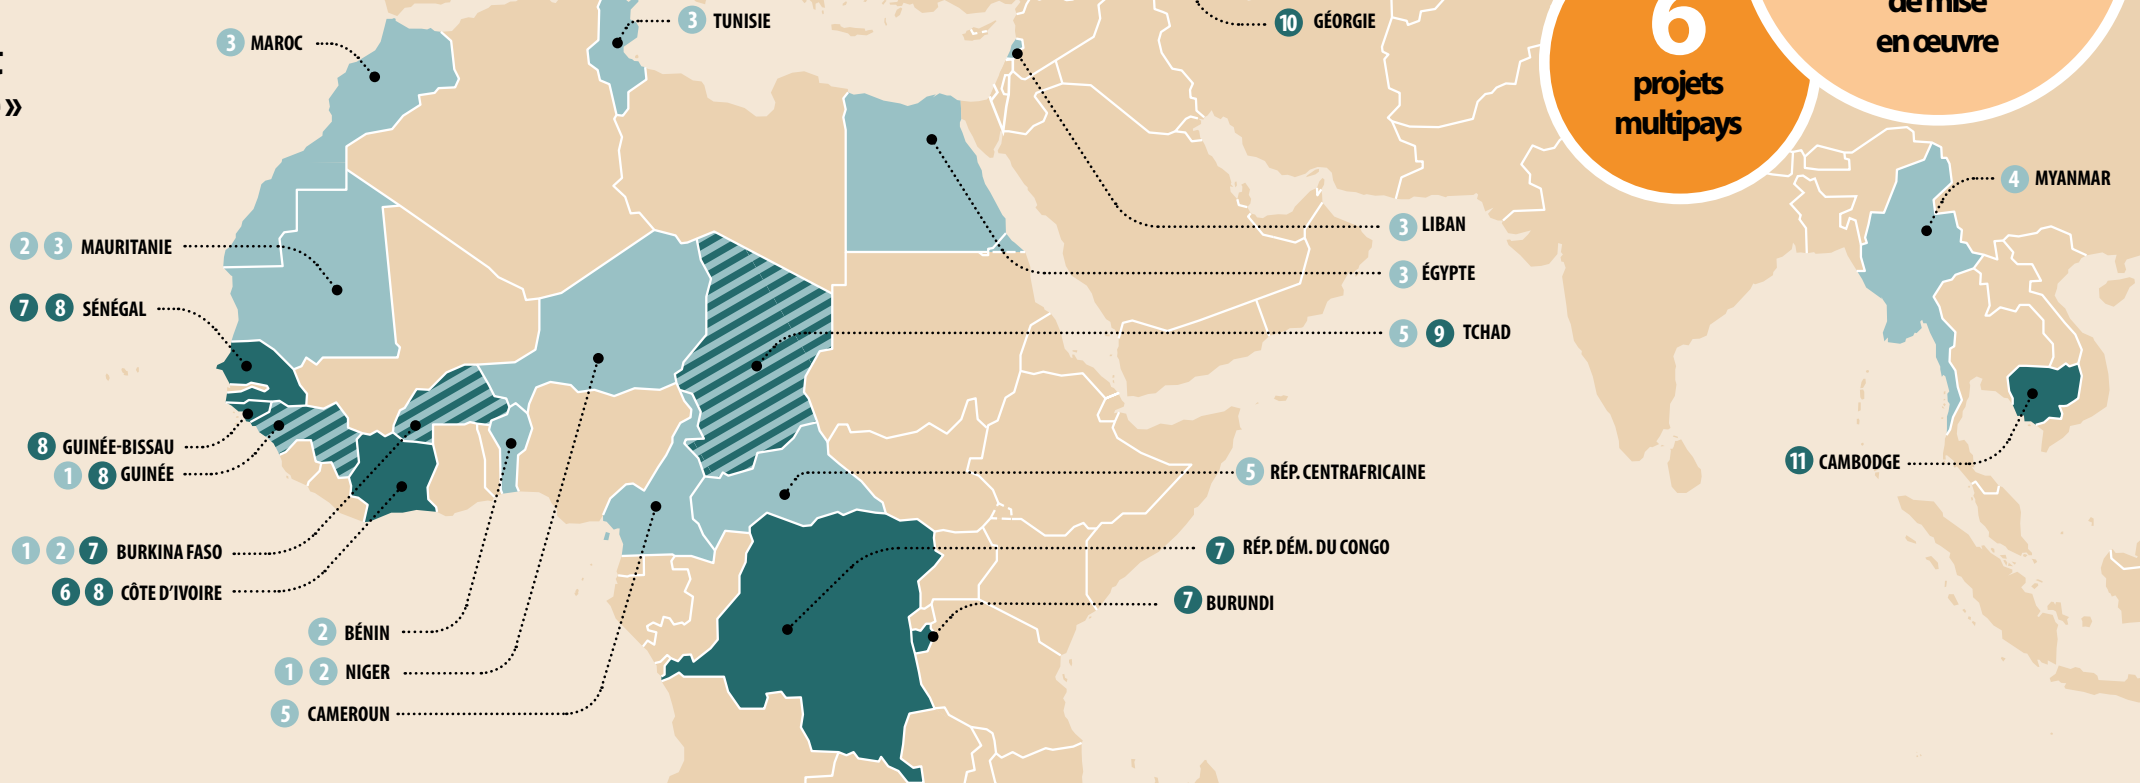 »
3 MAROC
3 TUNISIE
10 GÉORGIE
6
projets
multipays
de mise
en œuvre
4 MYANMAR
3 LIBAN
3 ÉGYPTE
5 9 TCHAD
2 3 MAURITANIE
7 8 SÉNÉGAL
8 GUINÉE-BISSAU
1 8 GUINÉE
1 2 7 BURKINA FASO
6 8 CÔTE D’IVOIRE
2 BÉNIN
1 2 NIGER
5 CAMEROUN
5 RÉP. CENTRAFRICAINE
7 RÉP. DÉM. DU CONGO
7 BURUNDI
11 CAMBODGE